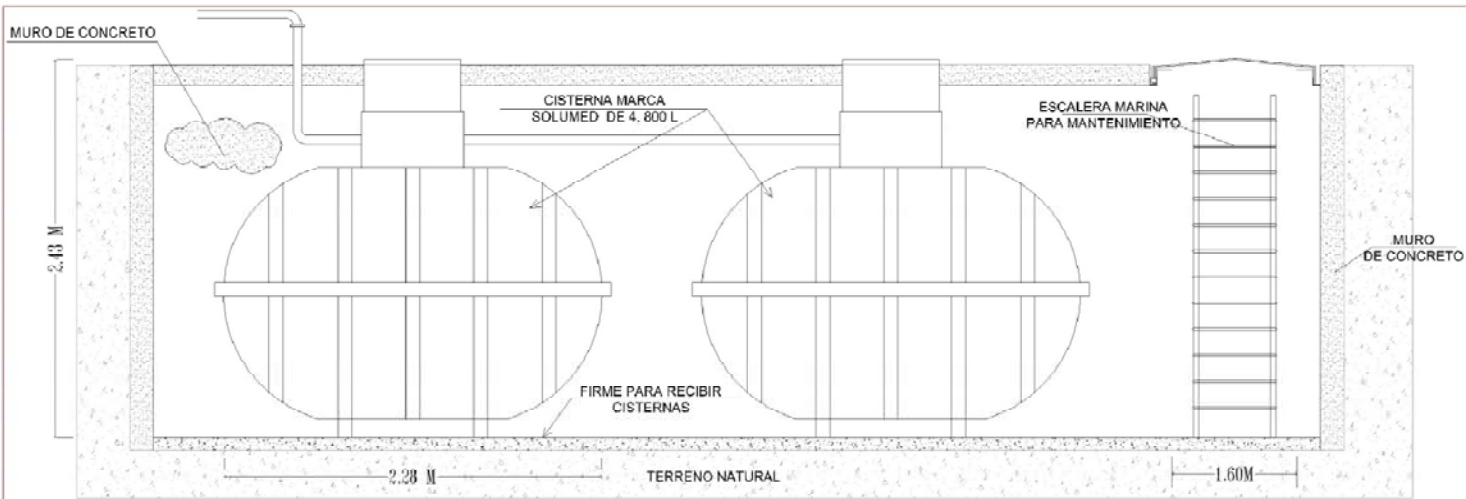 MURO DE CONCRETO
CISTERNA MARCA
SOLUMED DE 4. 800 L
ESCALERA MARINA
PARA MANTENIMIENTO
2.43 M
MURO
DE CONCRETO
FIRME PARA RECIBIR
CISTERNAS
2.28 M
TERRENO NATURAL
1.60M